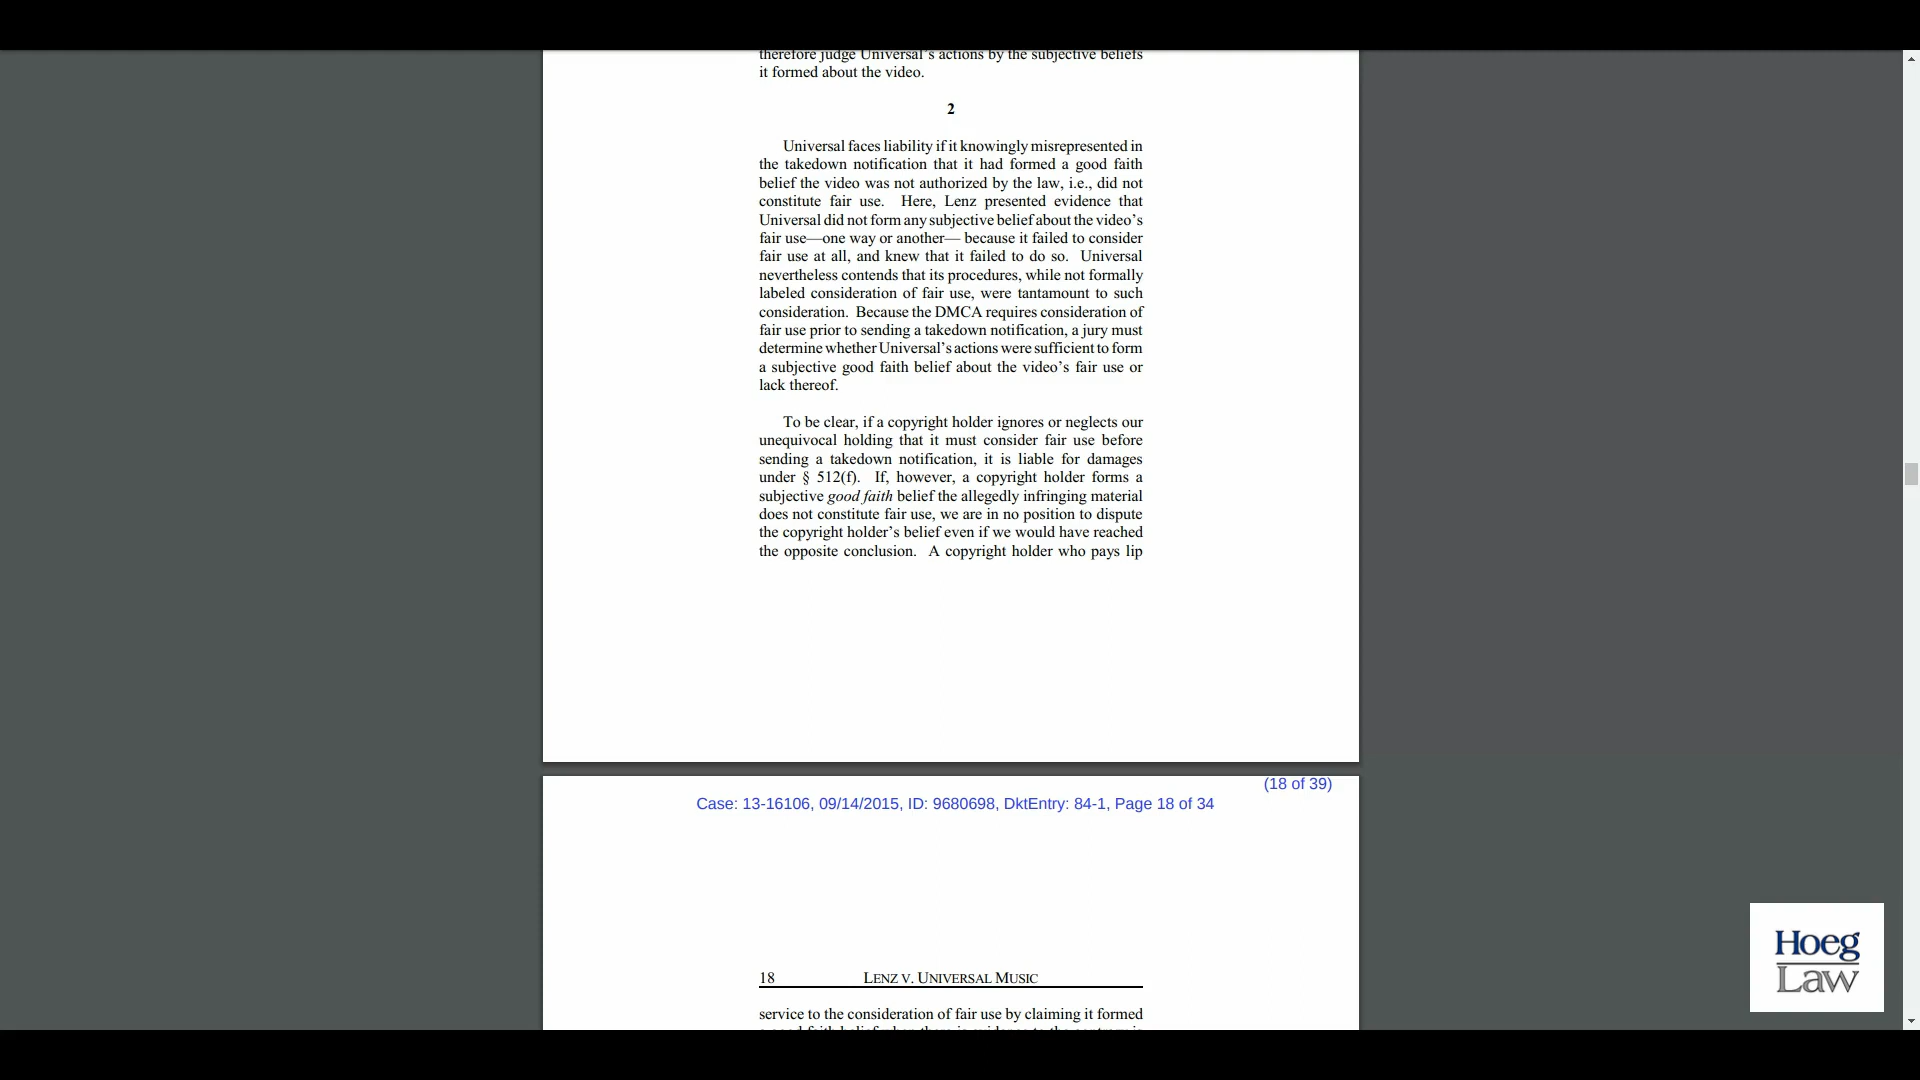 therefore judge Universal's actions by the subjective beliefs
it formed about the video.
2
Universal faces liability if it knowingly misrepresented in
the takedown notification that it had formed a good faith
belief the video was not authorized by the law, i.e., did not
constitute fair use. Here, Lenz presented evidence that
Universal did not form any subjective belief about the video's
fair use—one way or another— because it failed to consider
fair use at all, and knew that it failed to do so. Universal
nevertheless contends that its procedures, while not formally
labeled consideration of fair use, were tantamount to such
consideration. Because the DMCA requires consideration of
fair use prior to sending a takedown notification, a jury must
determine whether Universal's actions were sufficient to form
a subjective good faith belief about the video's fair use or
lack thereof.
To be clear, if a copyright holder ignores or neglects our
unequivocal holding that it must consider fair use before
sending a takedown notification, it is liable for damages
under § 512(f). If, however, a copyright holder forms a
subjective good faith belief the allegedly infringing material
does not constitute fair use, we are in no position to dispute
the copyright holder's belief even if we would have reached
the opposite conclusion. A copyright holder who pays lip
(18 of 39)
Case: 13-16106, 09/14/2015, ID: 9680698, DktEntry: 84-1, Page 18 of 34
18 LENZ V. UNIVERSAL MUSIC
service to the consideration of fair use by claiming it formed
Hoeg
Law